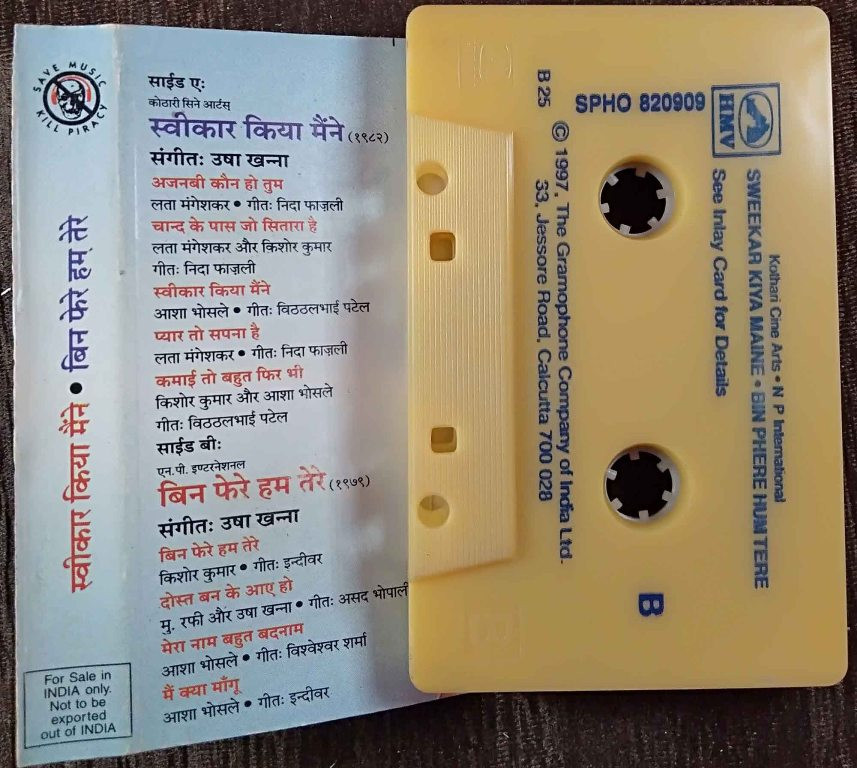 SAVE MUSIC
KILL PIRACY
स्वीकार किया मैंने • बिन फेरे हम तेरे
For Sale in
INDIA only.
Not to be
exported
out of INDIA
साईड ए:
कोठारी सिने आर्टस्
स्वीकार किया मैंने (१९८२)
संगीतः उषा खन्ना
अजनबी कौन हो तुम
लता मंगेशकर • गीतः निदा फाज़ली
चान्द के पास जो सितारा है
लता मंगेशकर और किशोर कुमार
गीतः निदा फाज़ली
स्वीकार किया मैंने
आशा भोसले • गीतः विठठलभाई पटेल
प्यार तो सपना है
लता मंगेशकर • गीतः निदा फाज़ली
कमाई तो बहुत फिर भी
किशोर कुमार और आशा भोसले
गीतः विठठलभाई पटेल
साईड बीः
एन.पी. इण्टरनेशनल
बिन फेरे हम तेरे (१९७९)
संगीतः उषा खन्ना
बिन फेरे हम तेरे
किशोर कुमार • गीतः इन्दीवर
दोस्त बन के आए हो
मु. रफी और उषा खन्ना • गीतः असद भोपाली
मेरा नाम बहुत बदनाम
आशा भोसले • गीतः विश्वेश्वर शर्मा
मैं क्या माँगू
आशा भोसले • गीतः इन्दीवर
SPHO 820909
HMV
Kothari Cine Arts • N P International
SWEEKAR KIYA MAINE • BIN PHERE HUM TERE
See Inlay Card for Details
B
© 1997, The Gramophone Company of India Ltd.
33, Jessore Road, Calcutta 700 028
B 25